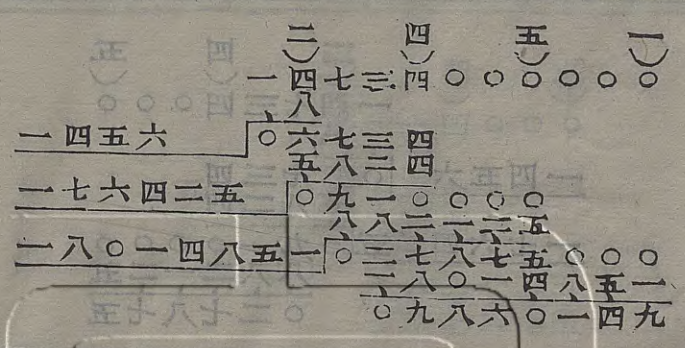 二) 四) 五) 一)
一四七三四〇〇〇〇〇〇
八
一四五六 〇六七三四
五八二四
一七六四二五 〇九一〇〇〇〇
八八二一二五
一八〇一四八五一 〇二七八七五〇〇〇
一八〇一四八五一
〇九八六〇一四九